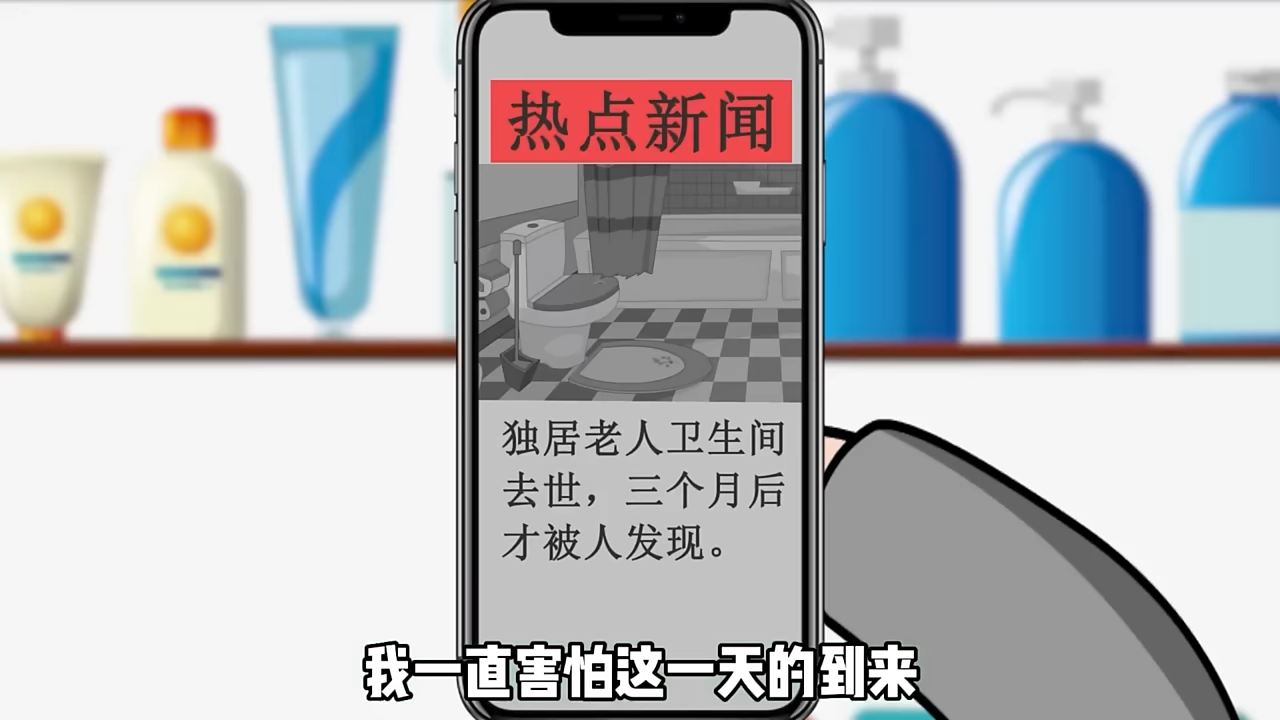 热点新闻
独居老人卫生间
去世，三个月后
才被人发现。
我一直害怕这一天的到来